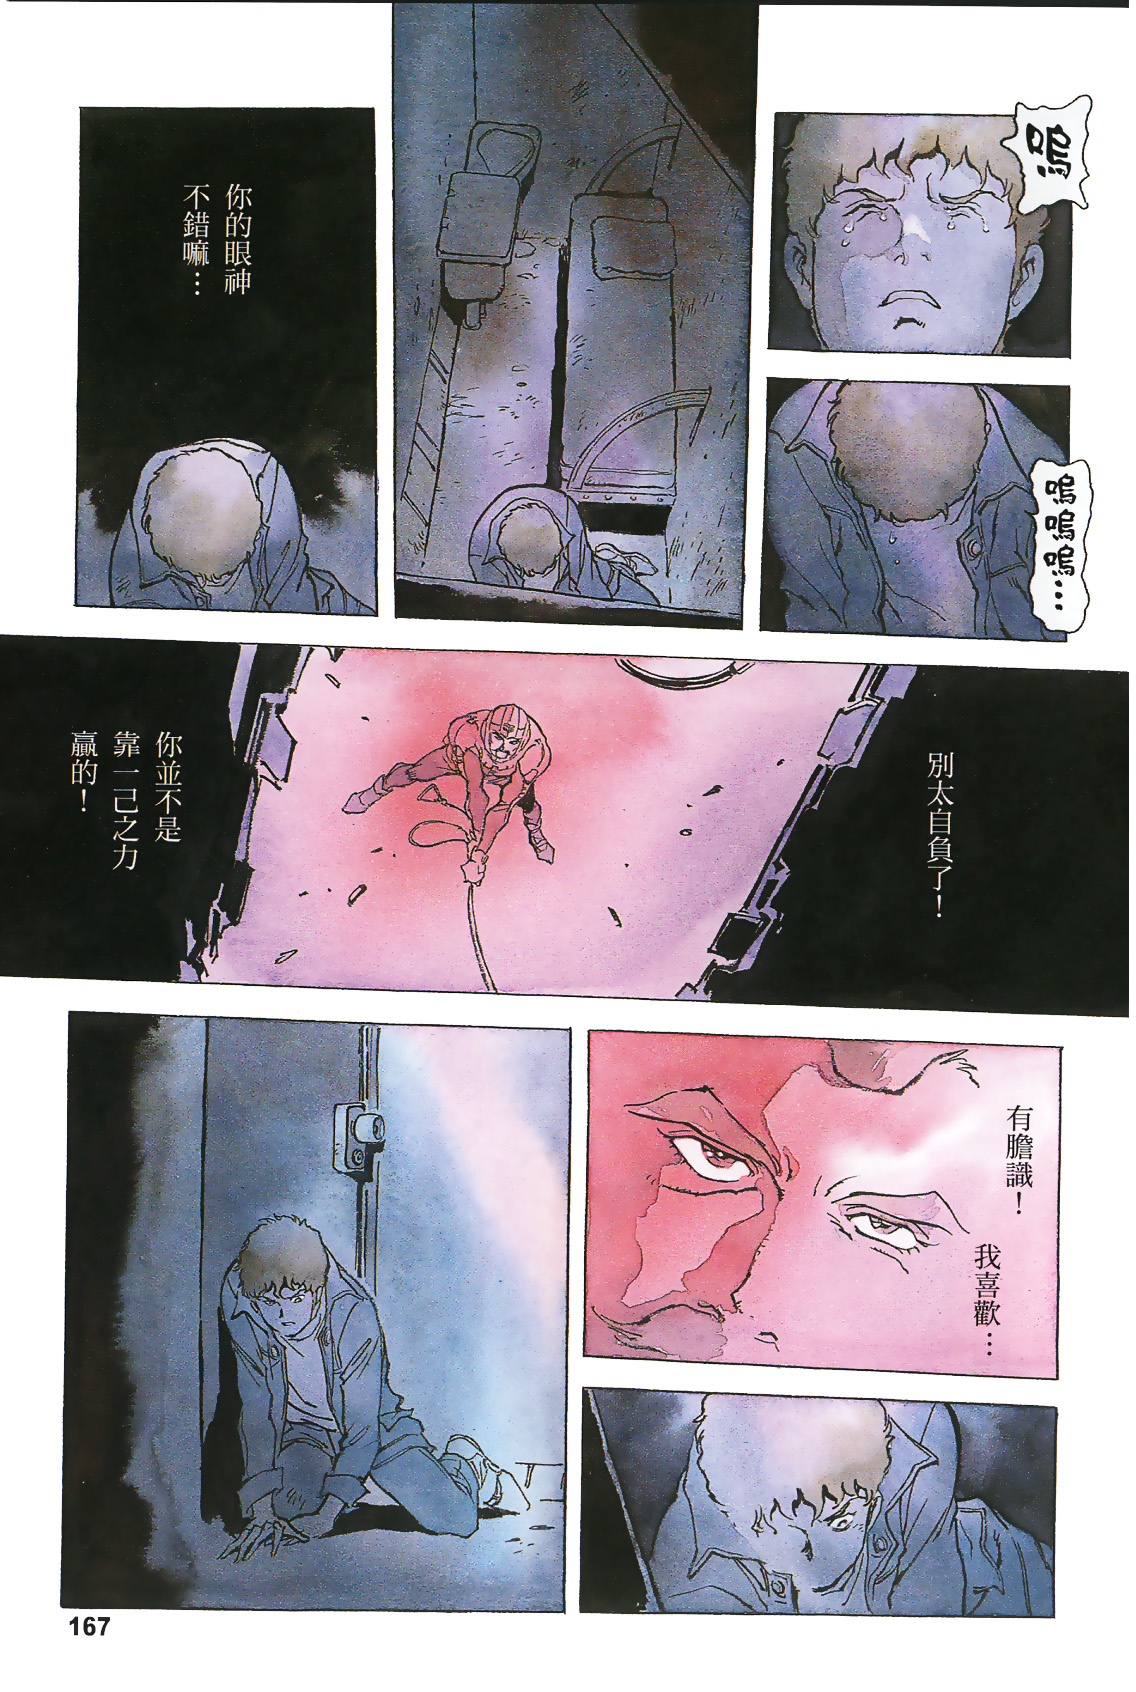 嗚
嗚嗚嗚…
你的眼神
不錯嘛…
別太自負了！
你並不是
靠一己之力
贏的！
有膽識！
我喜歡…
167